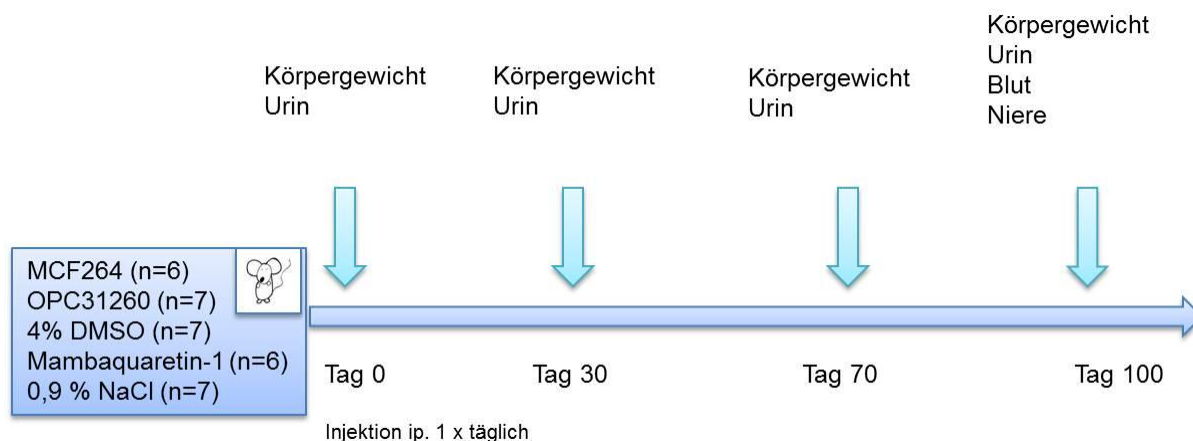 Körpergewicht
Urin
Körpergewicht
Urin
Körpergewicht
Urin
Körpergewicht
Urin
Blut
Niere
MCF264 (n=6)
OPC31260 (n=7)
4% DMSO (n=7)
Mambaquaretin-1 (n=6)
0,9 % NaCl (n=7)
Tag 0
Tag 30
Tag 70
Tag 100
Injektion ip. 1 x täglich